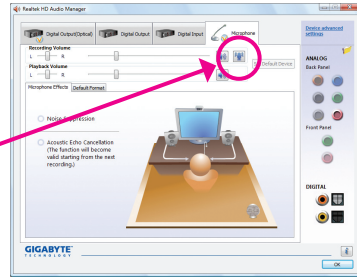 Realtek HD Audio Manager
Digital Output(Optical)
Digital Output
Digital Input
Microphone
Device advanced
settings
Recording Volume
L
R
Default Device
Playback Volume
L
R
Microphone Effects
Default Format
ANALOG
Back Panel
Noise Suppression
Acoustic Echo Cancellation
(The function will become
valid starting from the next
recording.)
Front Panel
DIGITAL
GIGABYTE
TECHNOLOGY
i
OK